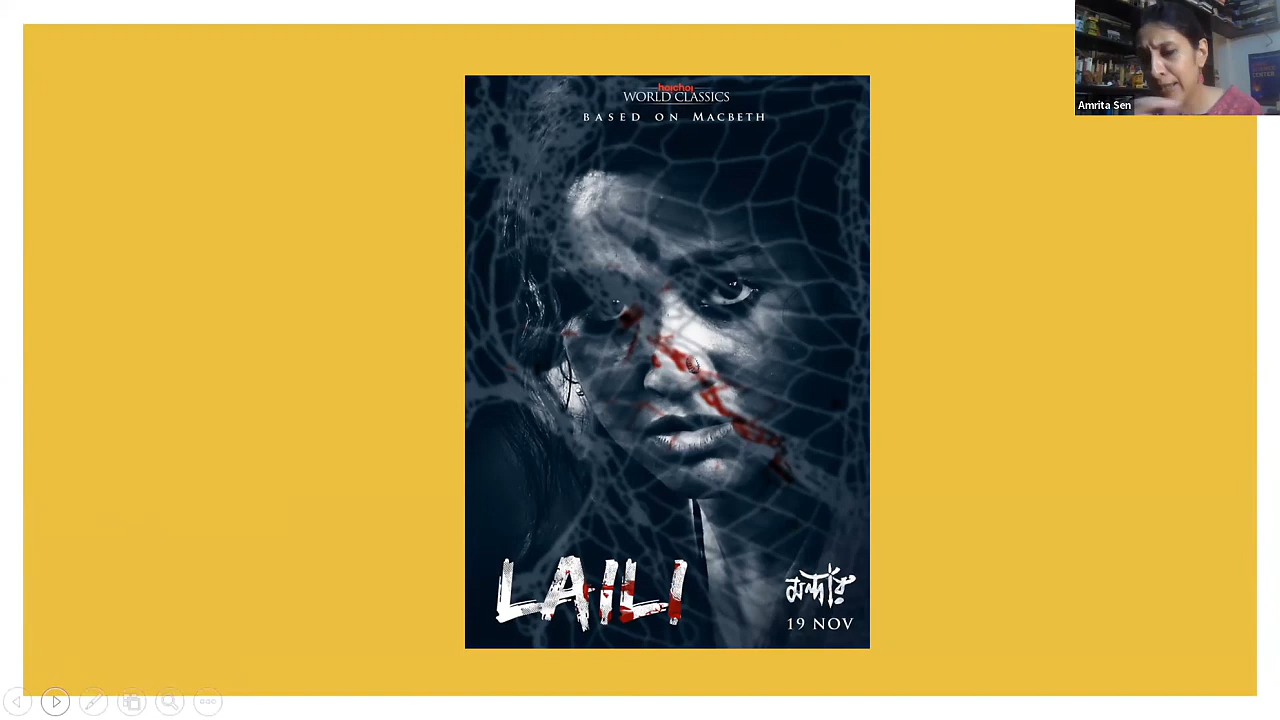 hoichoi
WORLD CLASSICS
BASED ON MACBETH
Amrita Sen
LAILI
মন্দার
19 NOV